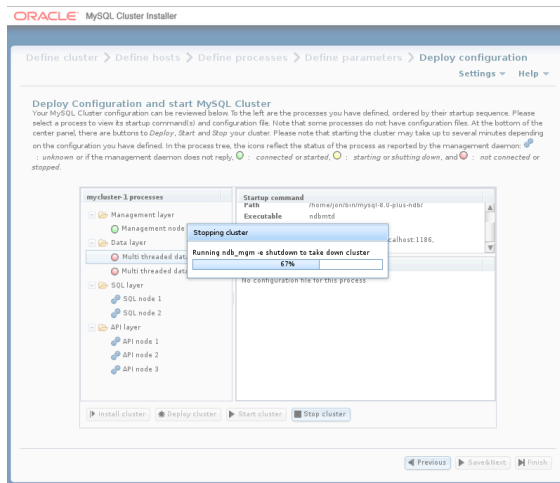 ORACLE® MySQL Cluster Installer
Define cluster > Define hosts > Define processes > Define parameters > Deploy configuration
Settings Help
Deploy Configuration and start MySQL Cluster
Your MySQL Cluster configuration can be reviewed below. To the left are the processes you have defined, ordered by their startup sequence. Please
select a process to view its startup command(s) and configuration file. Note that some processes do not have configuration files. At the bottom of the
center panel, there are buttons to Deploy, Start and Stop your cluster. Please note that starting the cluster may take up to several minutes depending
on the configuration you have defined. In the process tree, the icons reflect the status of the process as reported by the management daemon:
: unknown or if the management daemon does not reply, : connected or started, : starting or shutting down, and : not connected or
stopped.
mycluster-1 processes
Management layer
Management node
Data layer
Multi threaded data
Multi threaded data
SQL layer
SQL node 1
SQL node 2
API layer
API node 1
API node 2
API node 3
Startup command
Path /home/jon/bin/mysql-8.0-plus-ndb/
Executable ndbmtd
calhost:1186,
No configuration file for this process
Stopping cluster
Running ndb_mgm -e shutdown to take down cluster
67%
Install cluster Deploy cluster Start cluster Stop cluster
Previous Save&Next Finish